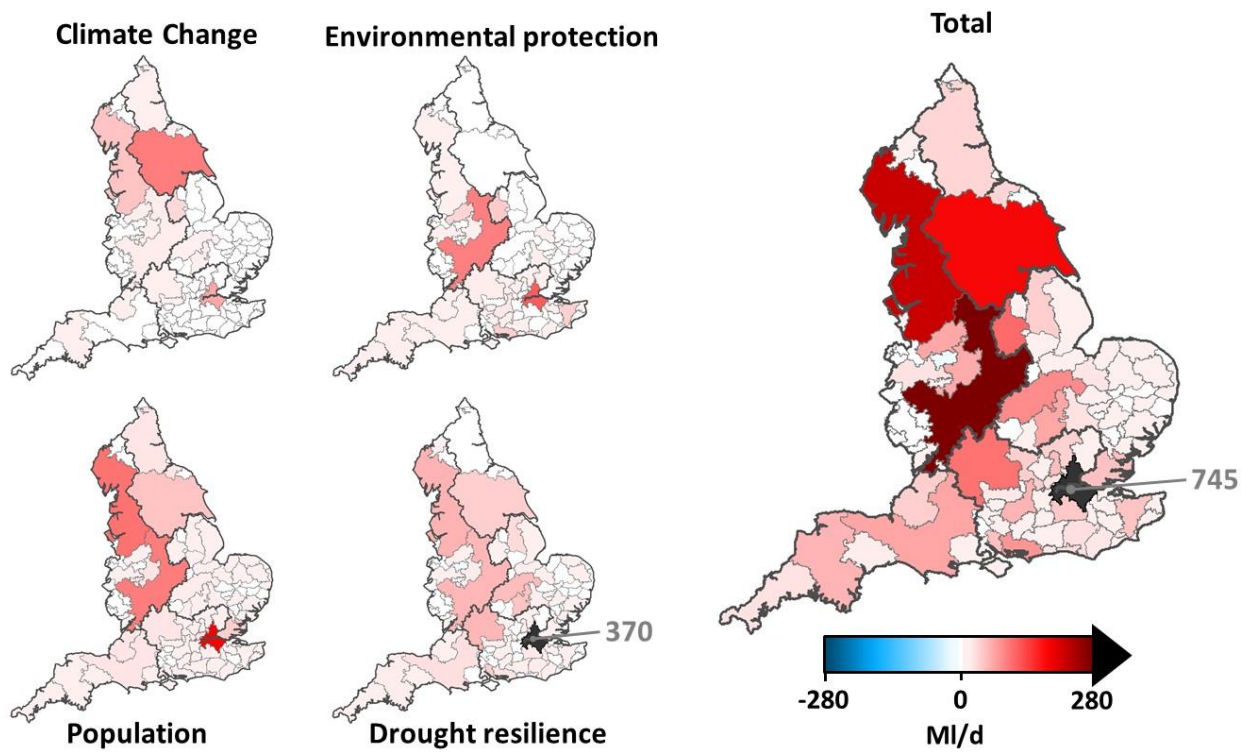 Climate Change
Environmental protection
Total
745
370
Population
Drought resilience
-280
0
280
Ml/d